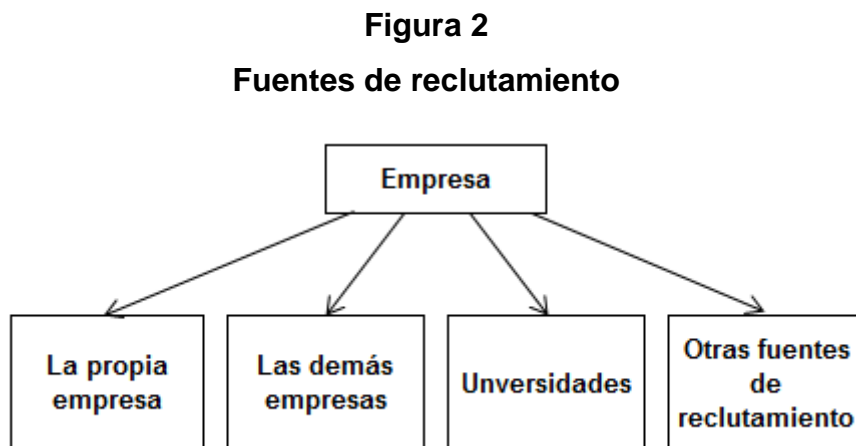 Figura 2
Fuentes de reclutamiento
Empresa
La propia
empresa
Las demás
empresas
Unversidades
Otras fuentes
de
reclutamiento